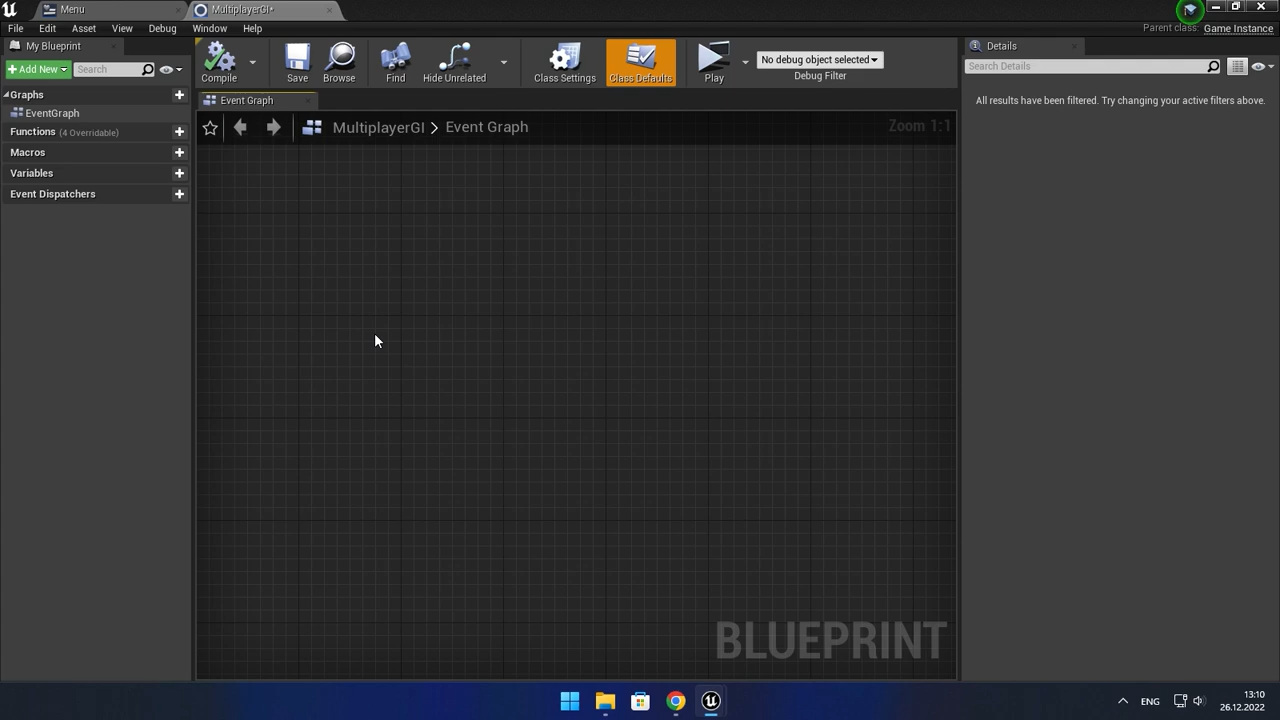 Menu
MultiplayerGI*
File Edit Asset View Debug Window Help
Parent class: Game Instance
My Blueprint
Add New
Search
Compile
Save
Browse
Find
Hide Unrelated
Class Settings
Class Defaults
Play
No debug object selected
Debug Filter
Details
Search Details
All results have been filtered. Try changing your active filters above.
Graphs
EventGraph
Functions (4 Overridable)
Macros
Variables
Event Dispatchers
Event Graph
MultiplayerGI > Event Graph
Zoom 1:1
BLUEPRINT
ENG
13:10
26.12.2022